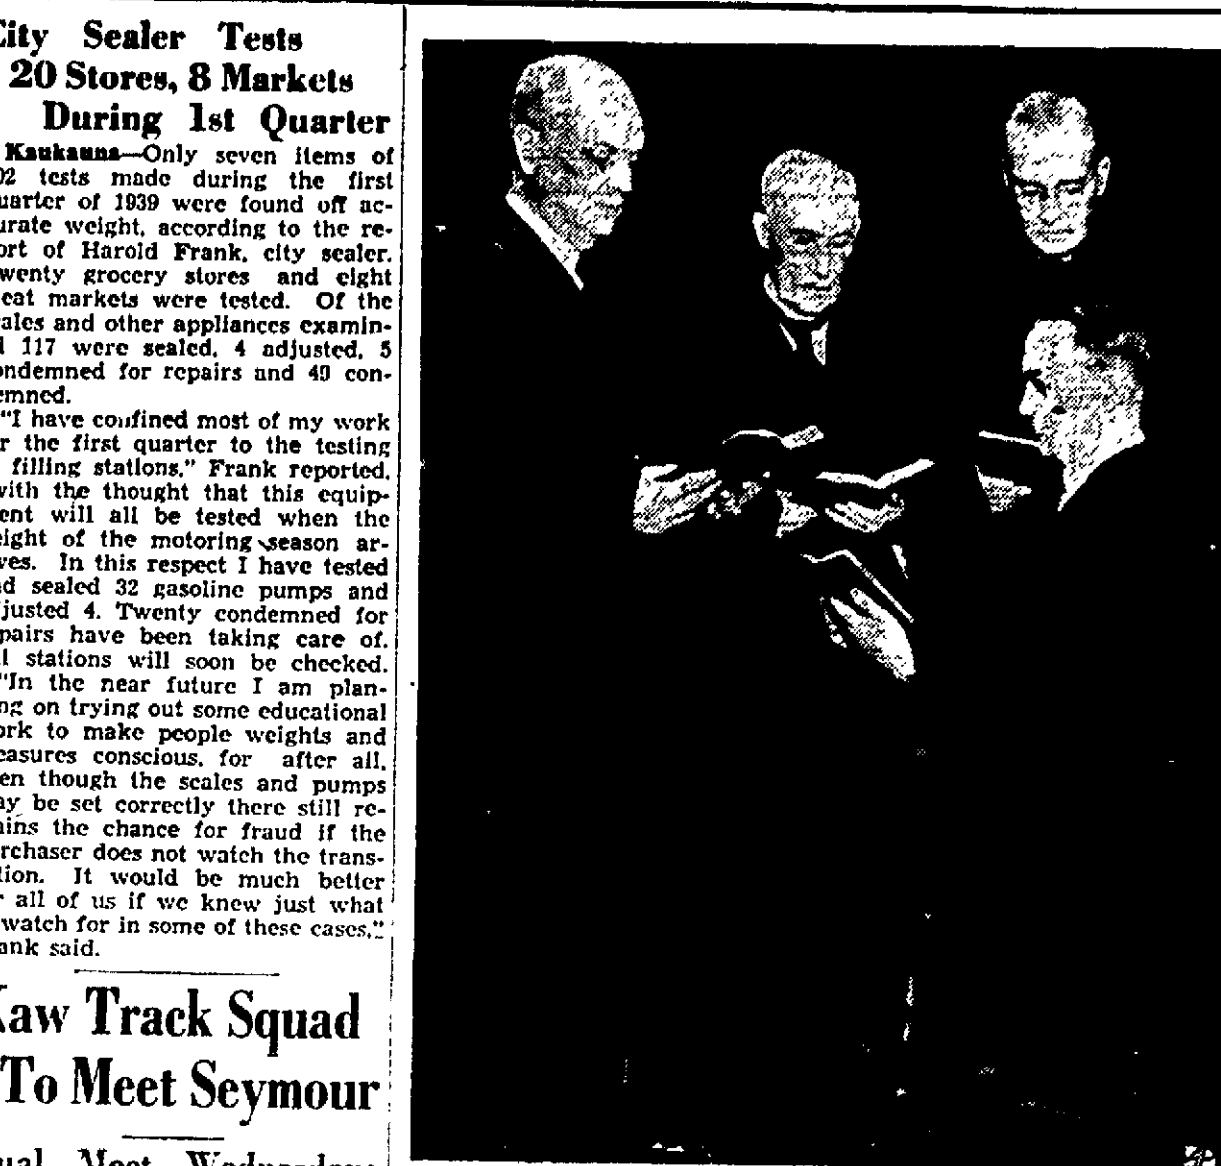 City Sealer Tests
20 Stores, 8 Markets
During 1st Quarter
Kaukauna—Only seven items of
02 tests made during the first
uarter of 1939 were found off ac-
urate weight, according to the re-
ort of Harold Frank, city sealer.
wenty grocery stores and eight
eat markets were tested. Of the
ales and other appliances examin-
d 117 were sealed, 4 adjusted, 5
ondemned for repairs and 49 con-
emned.
"I have confined most of my work
r the first quarter to the testing
filling stations." Frank reported,
with the thought that this equip-
ent will all be tested when the
eight of the motoring season ar-
ves. In this respect I have tested
d sealed 32 gasoline pumps and
justed 4. Twenty condemned for
pairs have been taking care of.
l stations will soon be checked.
"In the near future I am plan-
ng on trying out some educational
ork to make people weights and
easures conscious, for after all,
en though the scales and pumps
ay be set correctly there still re-
ains the chance for fraud if the
rchaser does not watch the trans-
tion. It would be much better
r all of us if we knew just what
watch for in some of these cases,"
ank said.
Kaw Track Squad
To Meet Seymour
ual Meet Wednesday